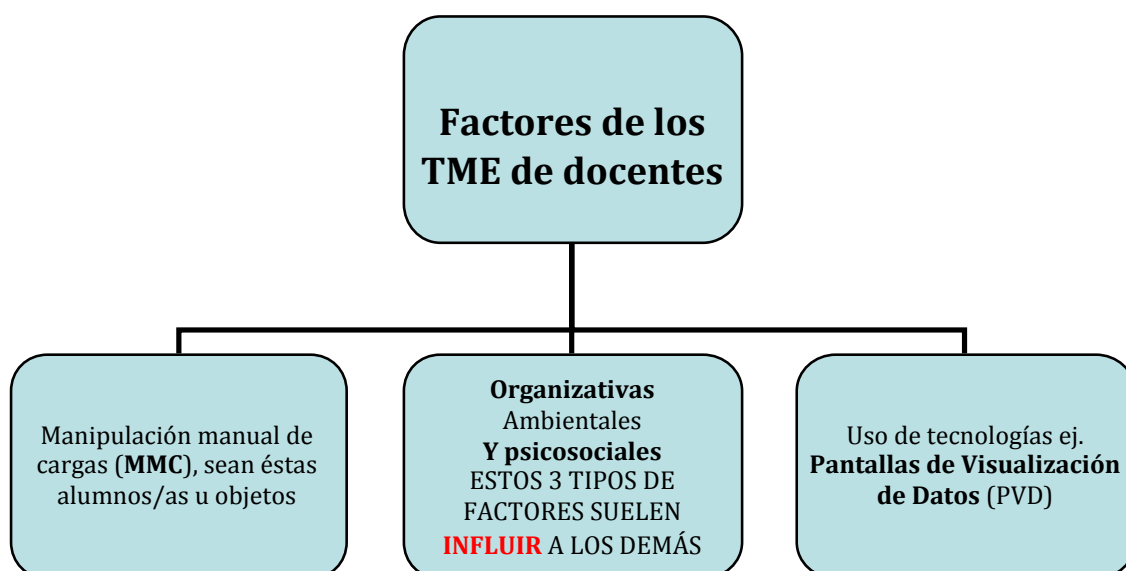 Factores de los
TME de docentes
Manipulación manual de
cargas (MMC), sean éstas
alumnos/as u objetos
Organizativas
Ambientales
Y psicosociales
ESTOS 3 TIPOS DE
FACTORES SUELEN
INFLUIR A LOS DEMÁS
Uso de tecnologías ej.
Pantallas de Visualización
de Datos (PVD)